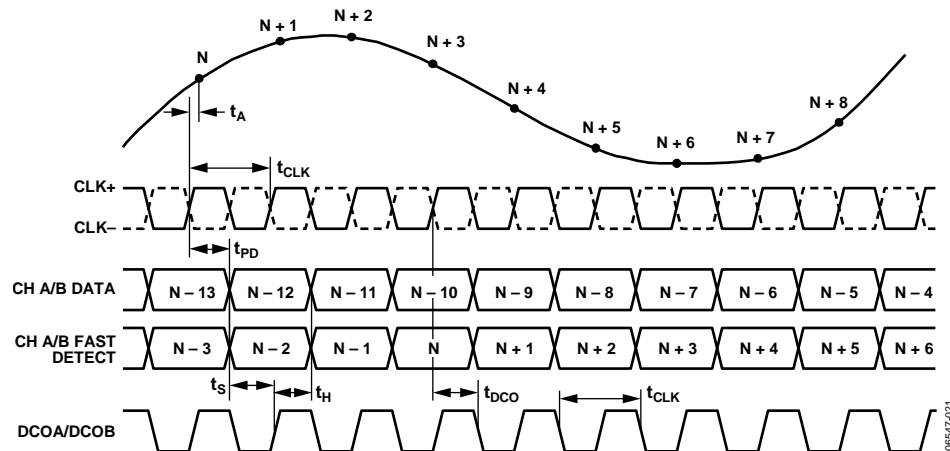 N
N + 1
N + 2
N + 3
N + 4
N + 5
N + 6
N + 7
N + 8
tA
tCLK
CLK+
CLK–
tPD
CH A/B DATA
N – 13 N – 12 N – 11 N – 10 N – 9 N – 8 N – 7 N – 6 N – 5 N – 4
CH A/B FAST
DETECT
N – 3 N – 2 N – 1 N N + 1 N + 2 N + 3 N + 4 N + 5 N + 6
tS
tH
tDCO
tCLK
DCOA/DCOB
06547-021